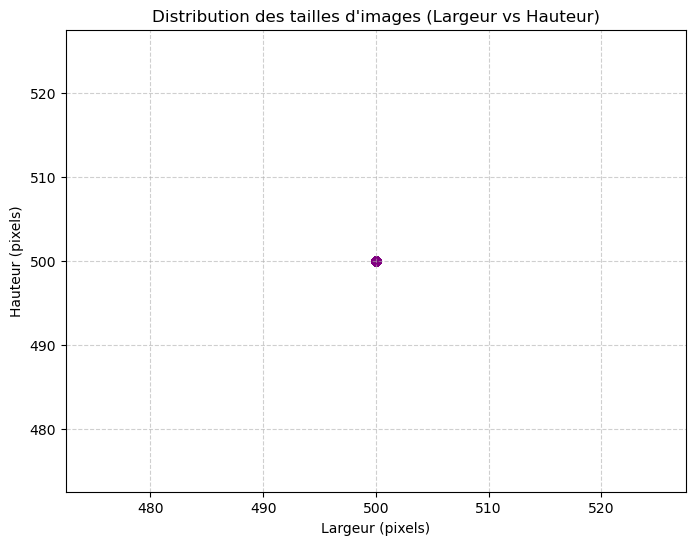 Distribution des tailles d'images (Largeur vs Hauteur)
Hauteur (pixels)
520
510
500
490
480
480 490 500 510 520
Largeur (pixels)